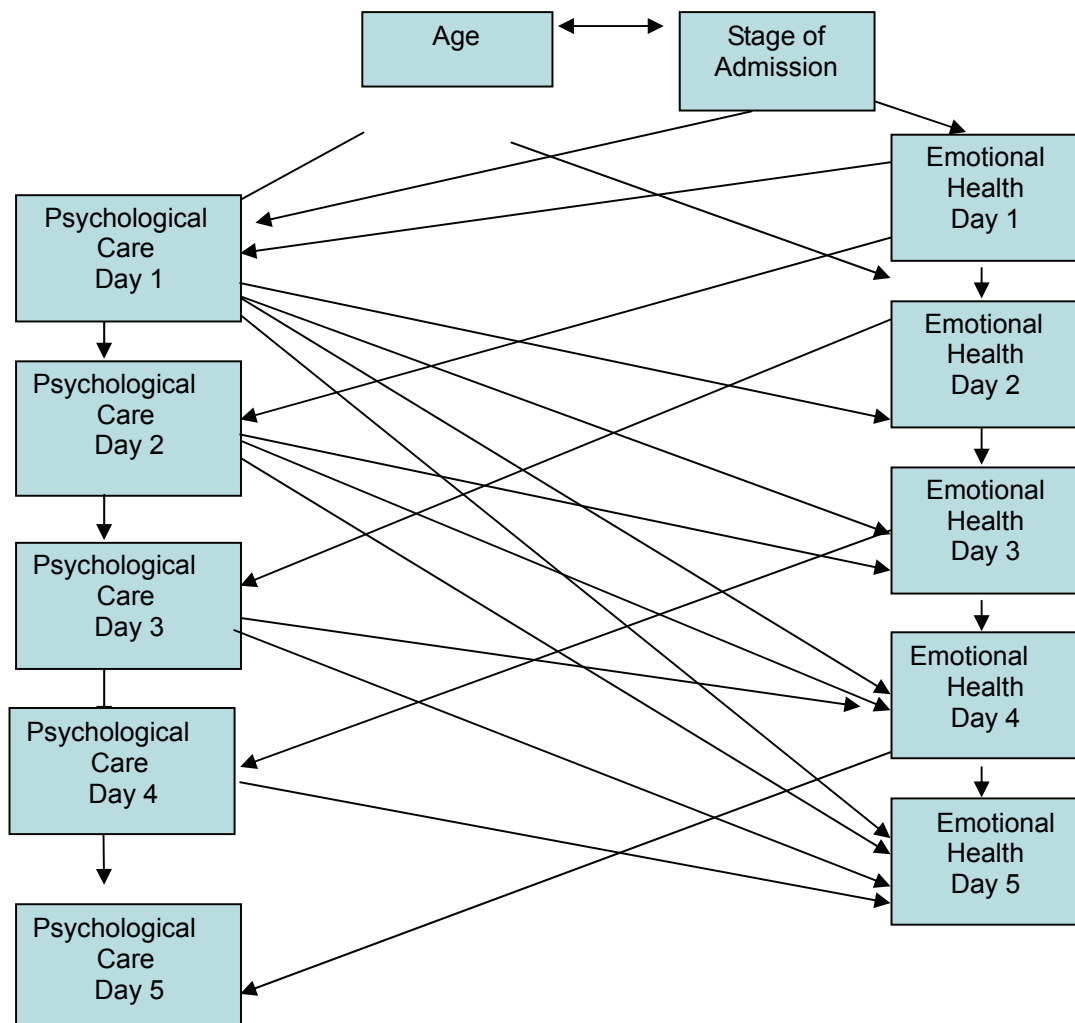 Age
Stage of
Admission
Emotional
Health
Day 1
Psychological
Care
Day 1
Emotional
Health
Day 2
Psychological
Care
Day 2
Emotional
Health
Day 3
Psychological
Care
Day 3
Emotional
Health
Day 4
Psychological
Care
Day 4
Emotional
Health
Day 5
Psychological
Care
Day 5